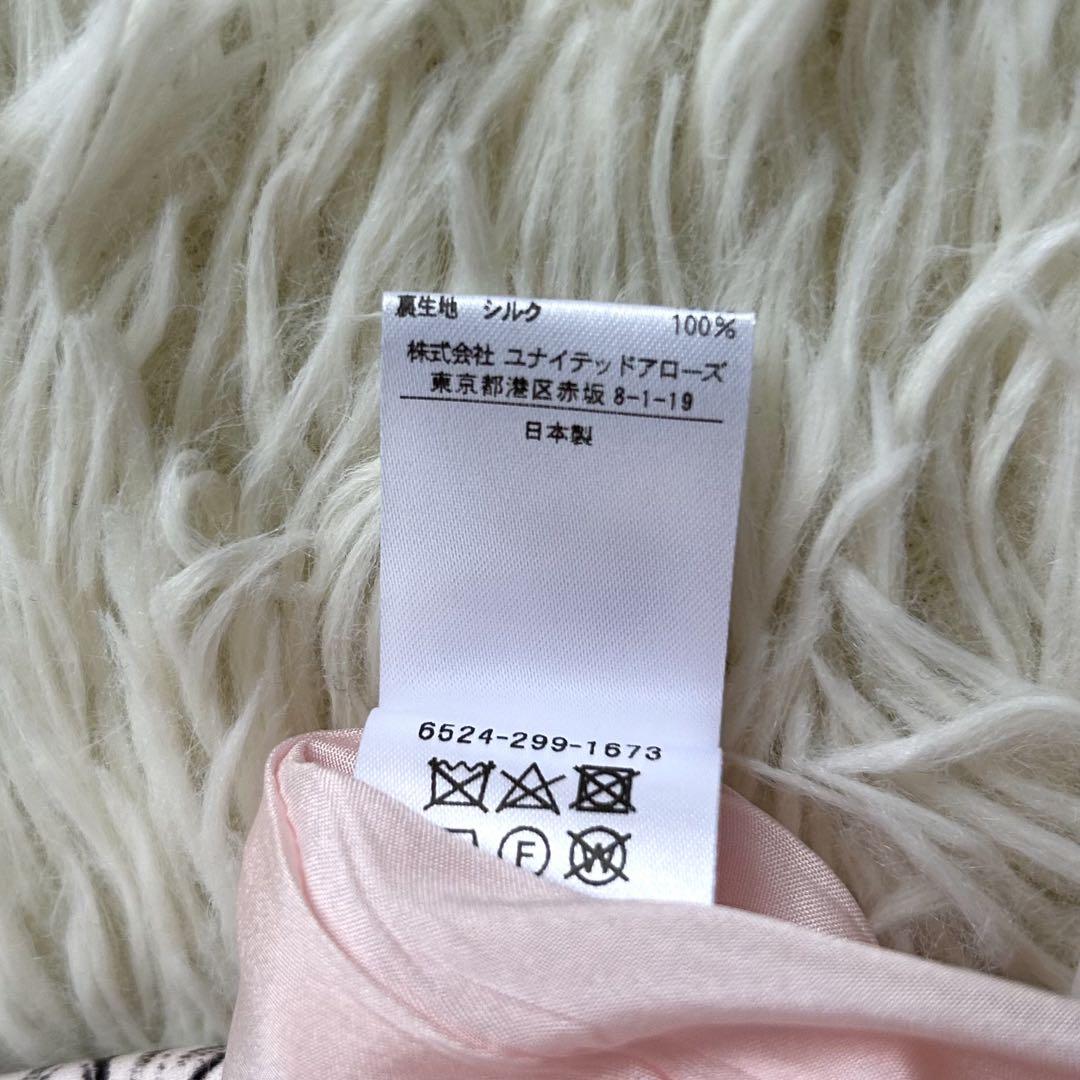 裏生地 シルク 100%
株式会社 ユナイテッドアローズ
東京都港区赤坂 8-1-19
日本製
6524-299-1673
F W